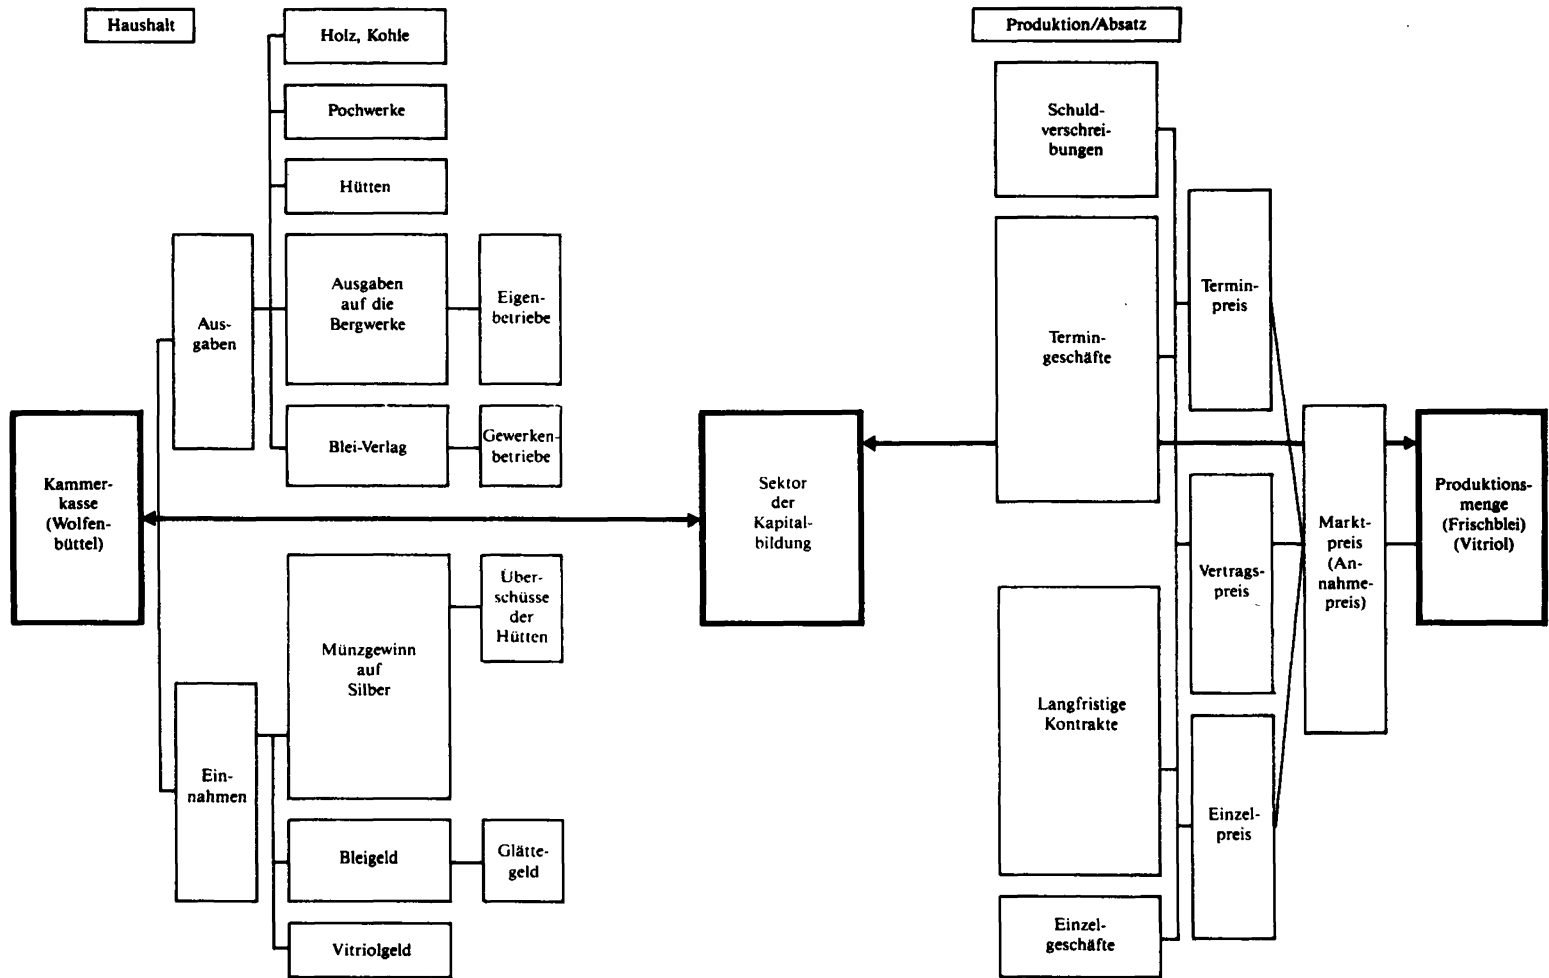 Haushalt
Holz, Kohle
Pochwerke
Hütten
Ausgaben
auf die
Bergwerke
Eigen-
betriebe
Aus-
gaben
Blei-Verlag
Gewerken-
betriebe
Kammer-
kasse
(Wolfen-
büttel)
Münzgewinn
auf
Silber
Über-
schüsse
der
Hütten
Ein-
nahmen
Bleigeld
Glätte-
geld
Vitriolgeld
Sektor
der
Kapital-
bildung
Produktion/Absatz
Schuld-
verschrei-
bungen
Termin-
geschäfte
Termin-
preis
Langfristige
Kontrakte
Vertrags-
preis
Einzel-
geschäfte
Einzel-
preis
Markt-
preis
(An-
nahme-
preis)
Produktions-
menge
(Frischblei)
(Vitriol)